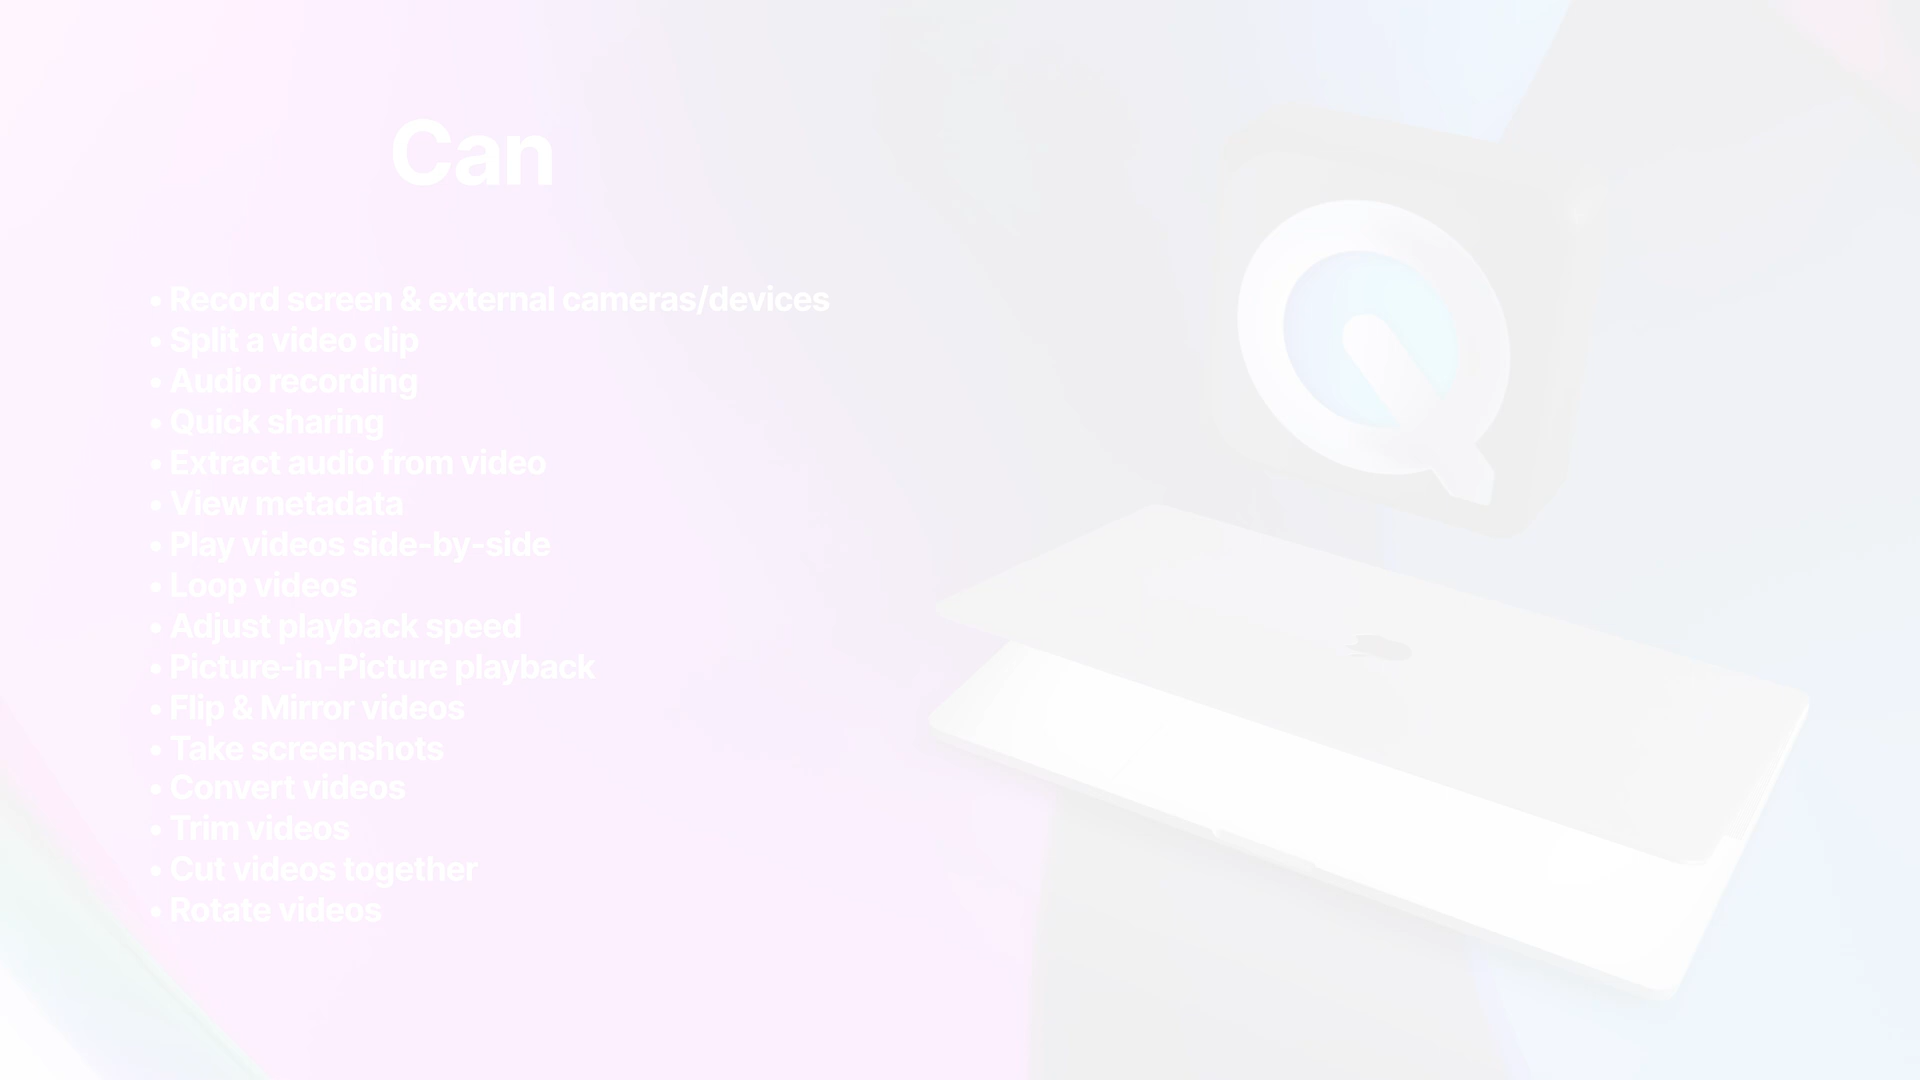 Can
• Record screen & external cameras/devices
• Split a video clip
• Audio recording
• Quick sharing
• Extract audio from video
• View metadata
• Play videos side-by-side
• Loop videos
• Adjust playback speed
• Picture-in-Picture playback
• Flip & Mirror videos
• Take screenshots
• Convert videos
• Trim videos
• Cut videos together
• Rotate videos